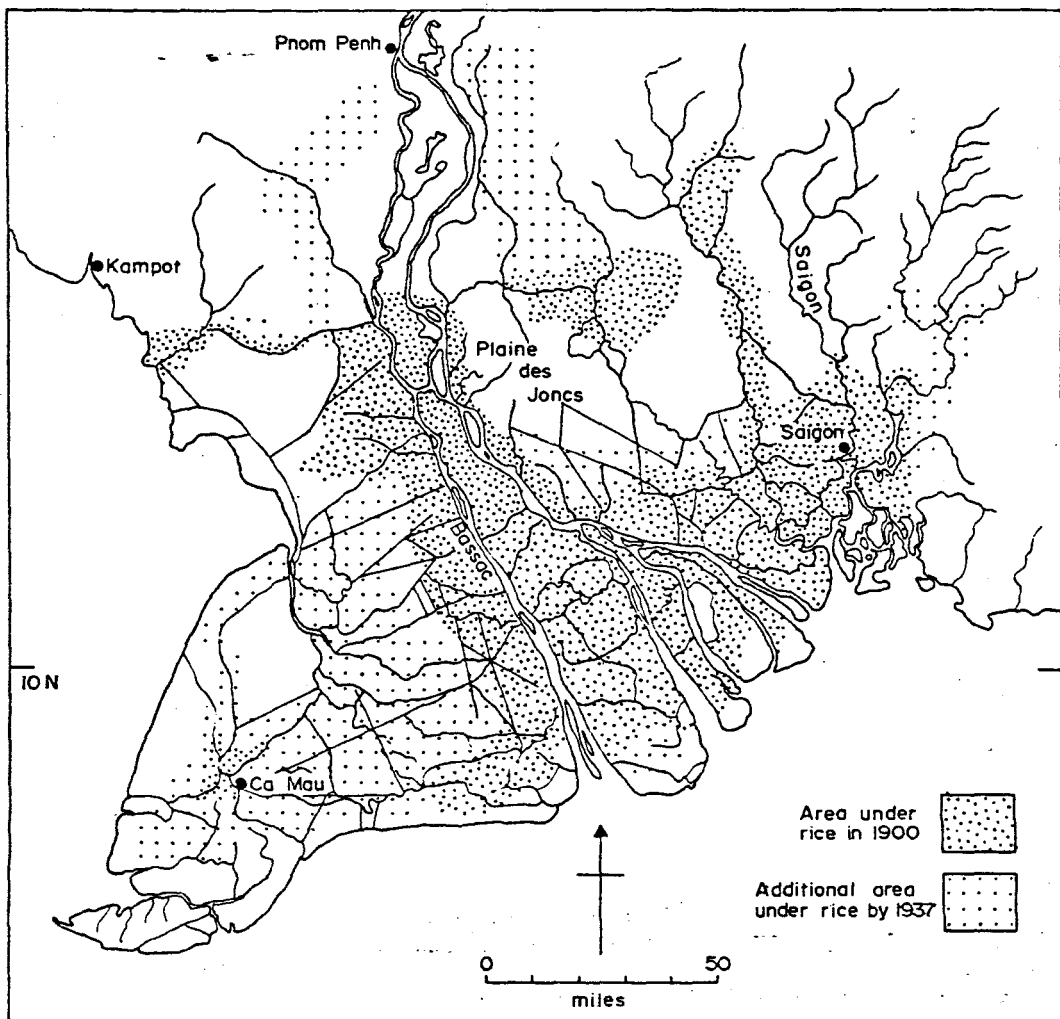 Pnom Penh
Kampot
Saigon
Plaine
des
Joncs
Saigon
Bassac
10 N
Ca Mau
Area under
rice in 1900
Additional area
under rice by 1937
0 50
miles